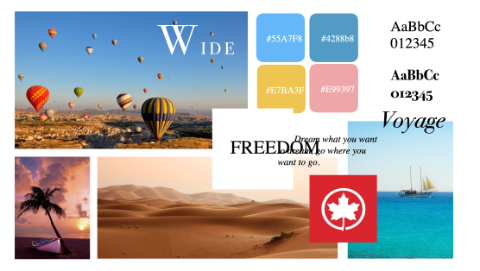 WIDE
#55A7F8
#4288b8
#E7BA3F
#E99397
AaBbCc
012345
AaBbCc
012345
Voyage
FREEDOM
Dream what you want
go where you
want to go.